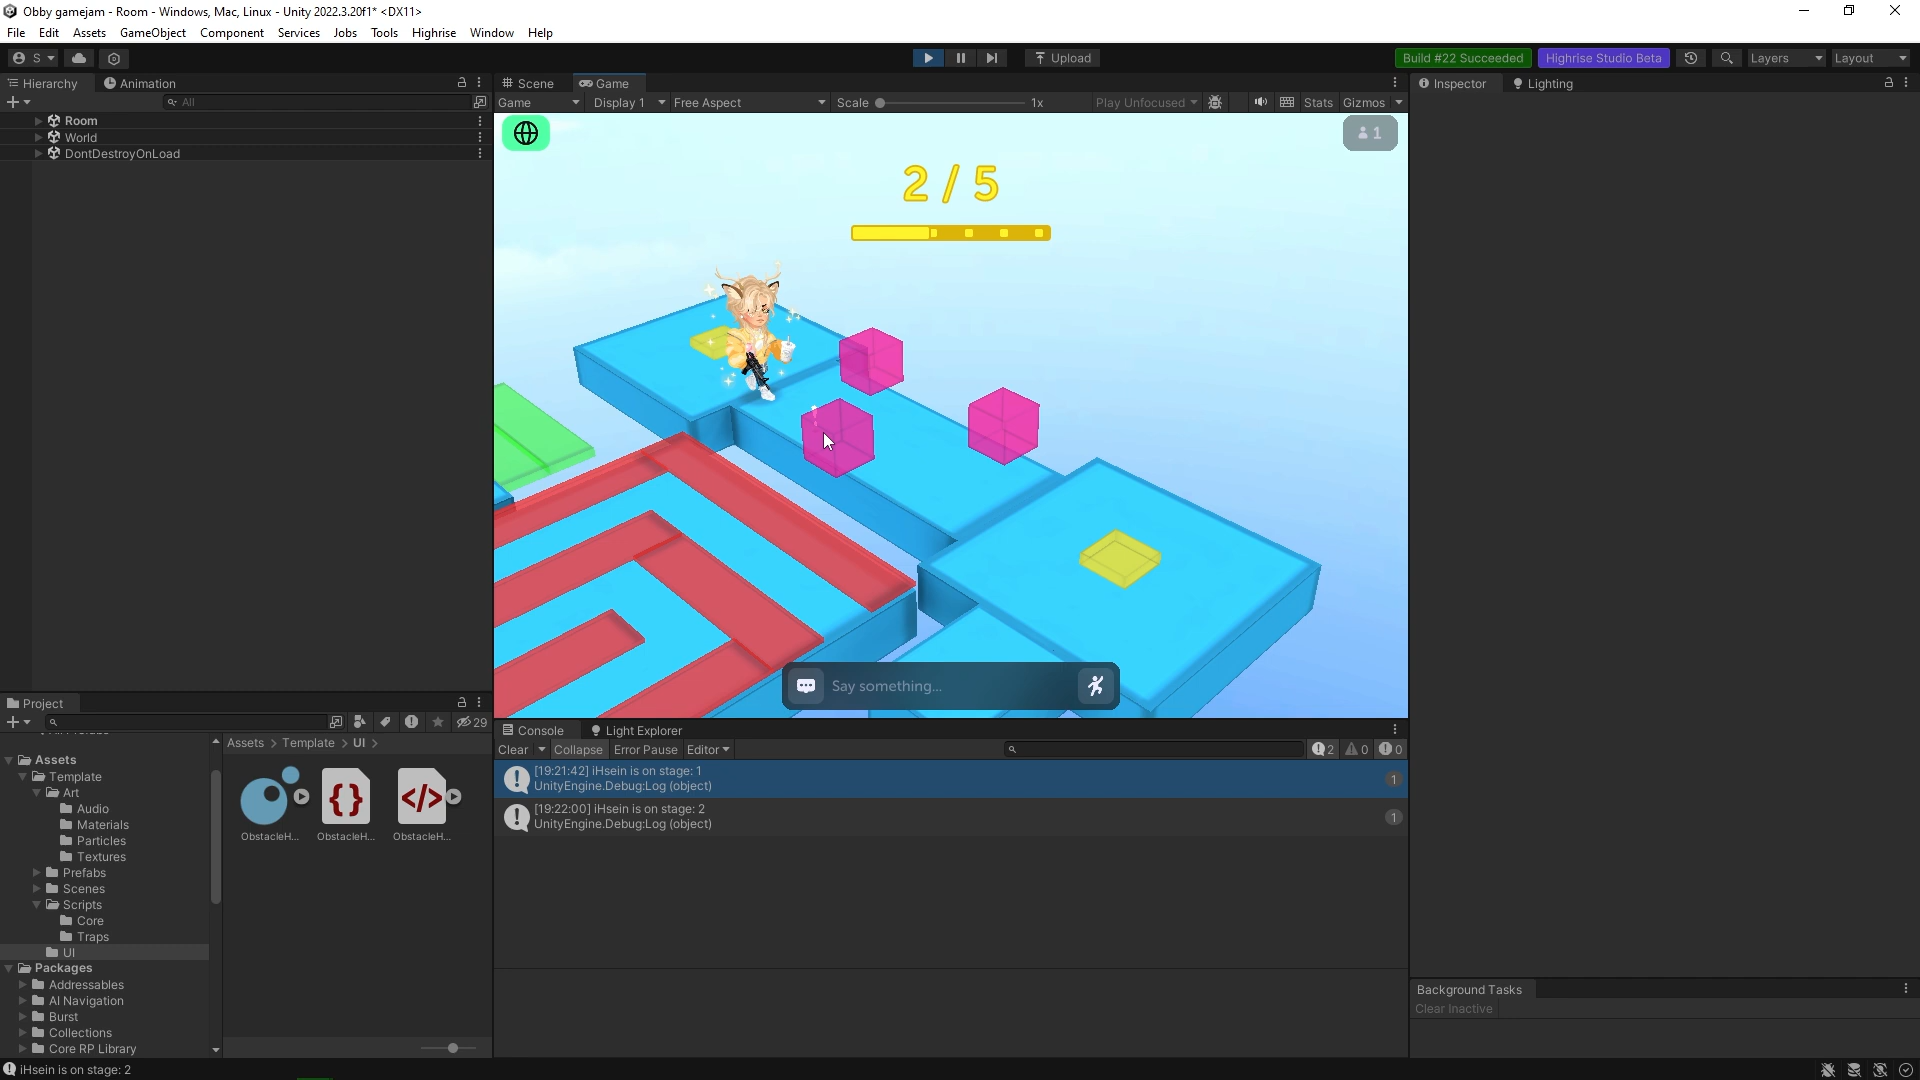 Obby gamejam - Room - Windows, Mac, Linux - Unity 2022.3.20f1* <DX11>
File Edit Assets GameObject Component Services Jobs Tools Highrise Window Help
S Upload Build #22 Succeeded Highrise Studio Beta Layers Layout
Hierarchy Animation
All
Room
World
DontDestroyOnLoad
Scene Game
Game Display 1 Free Aspect Scale 1x Play Unfocused Stats Gizmos
1
2 / 5
Say something...
Inspector Lighting
Project
29
Assets > Template > UI >
Assets
Template
Art
Audio
Materials
Particles
Textures
Prefabs
Scenes
Scripts
Core
Traps
UI
Packages
Addressables
AI Navigation
Burst
Collections
Core RP Library
{ } </>
ObstacleH... ObstacleH... ObstacleH...
Console Light Explorer
Clear Collapse Error Pause Editor 2 0 0
[19:21:42] iHsein is on stage: 1
UnityEngine.Debug:Log (object)
1
[19:22:00] iHsein is on stage: 2
UnityEngine.Debug:Log (object)
1
Background Tasks
Clear Inactive
iHsein is on stage: 2